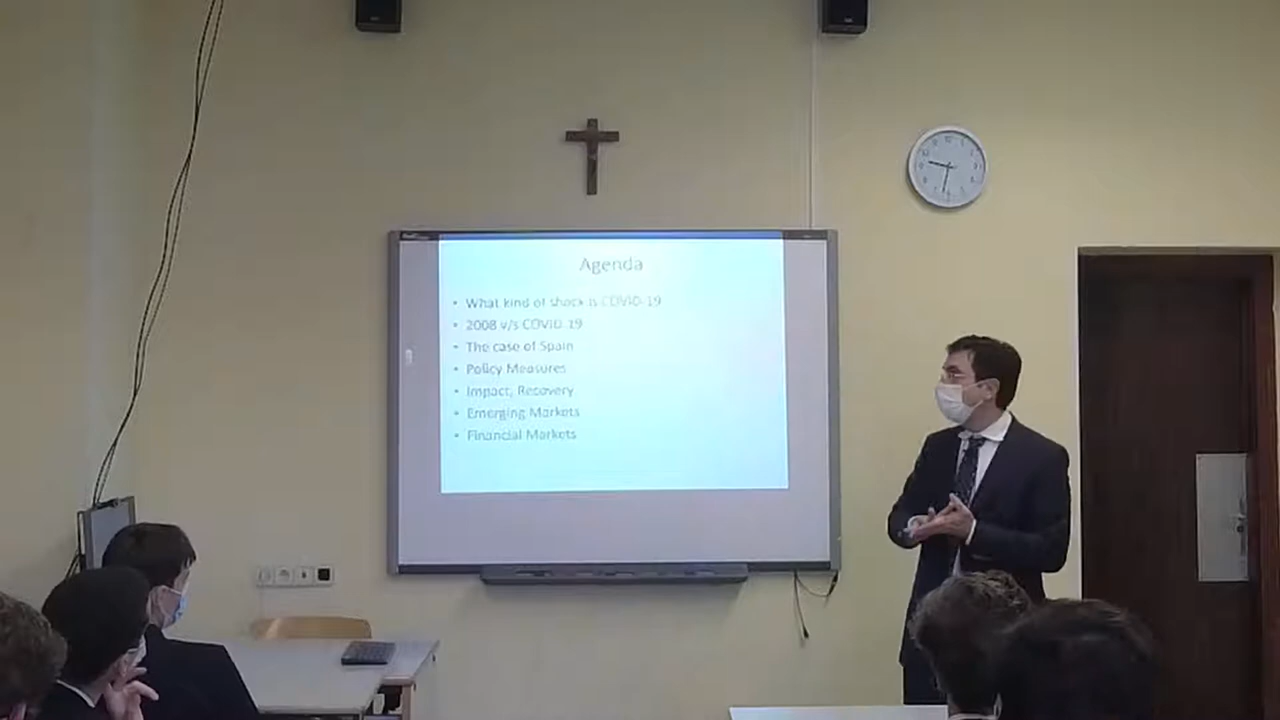 Agenda
• What kind of shock is COVID-19
• 2008 v/s COVID-19
• The case of Spain
• Policy Measures
• Impact, Recovery
• Emerging Markets
• Financial Markets